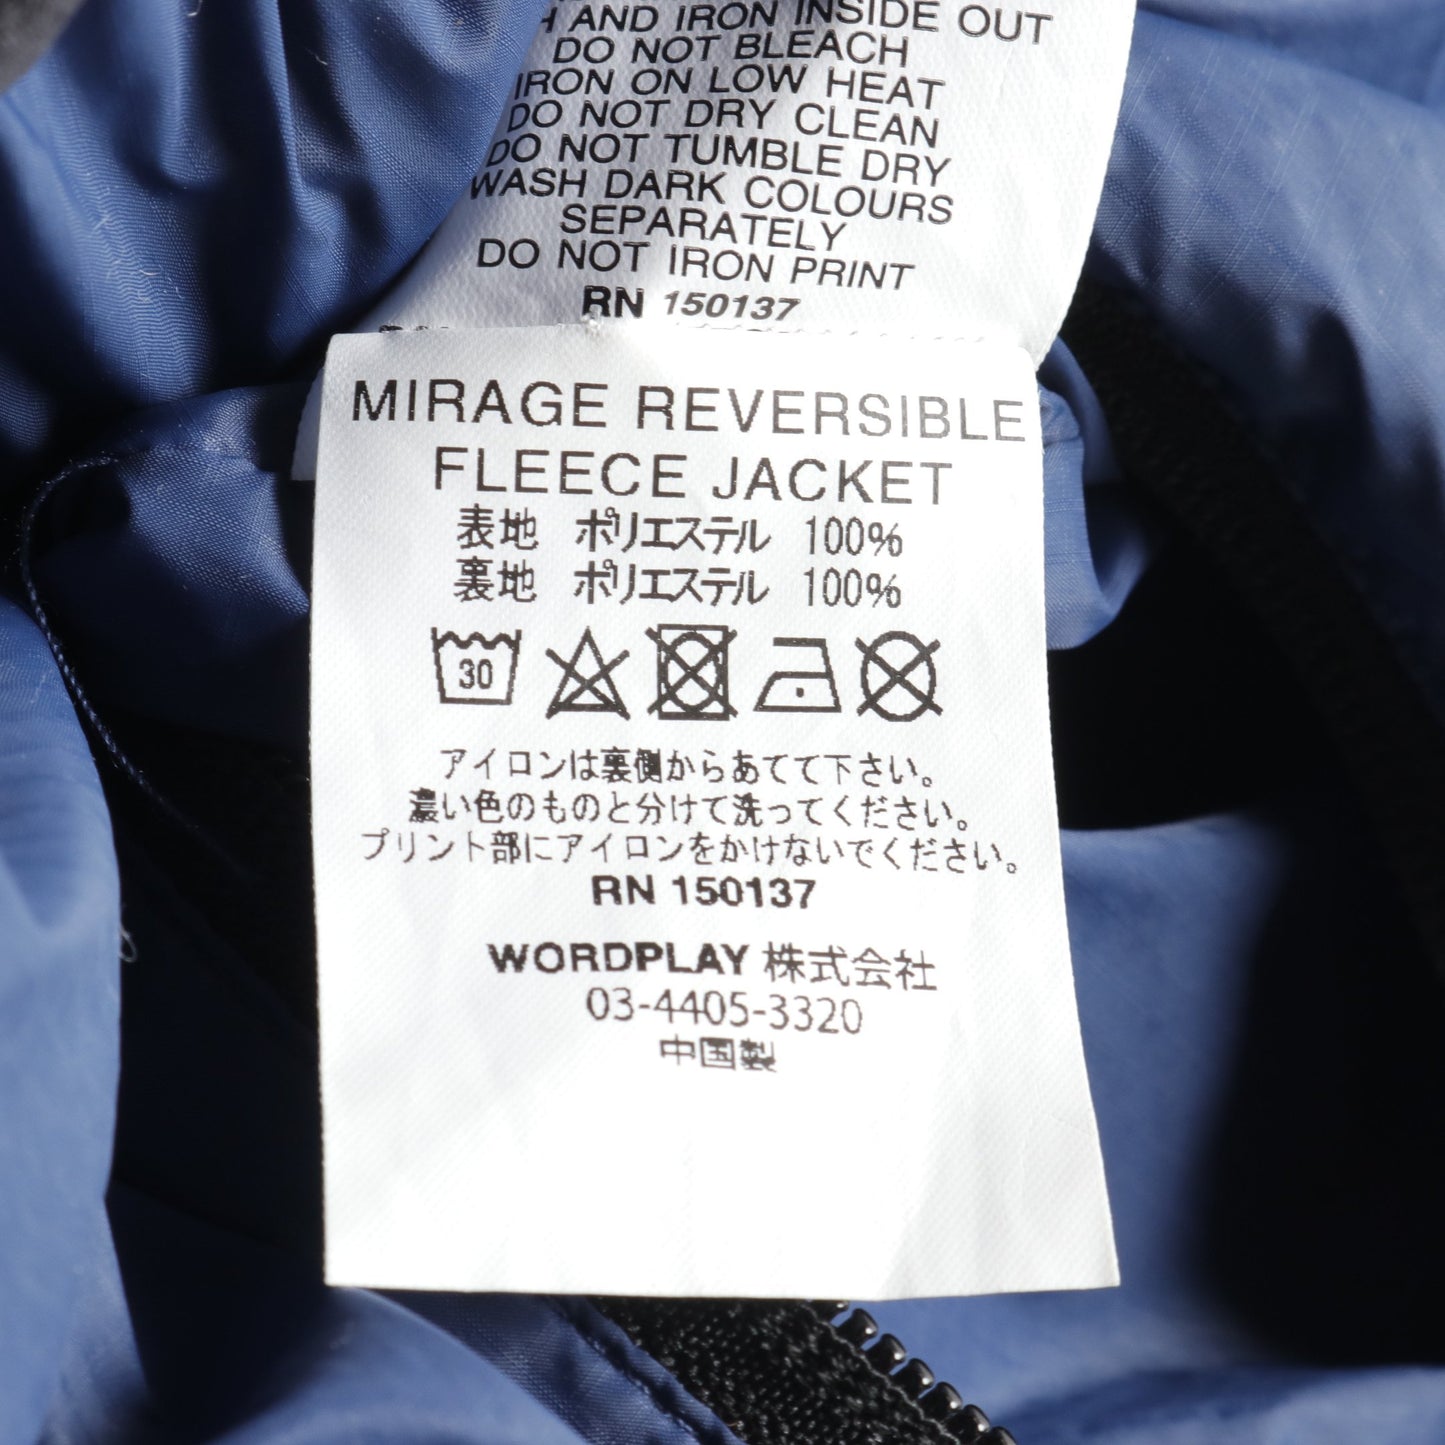 AND IRON INSIDE OUT
DO NOT BLEACH
IRON ON LOW HEAT
DO NOT DRY CLEAN
DO NOT TUMBLE DRY
WASH DARK COLOURS
SEPARATELY
DO NOT IRON PRINT
RN 150137
MIRAGE REVERSIBLE
FLEECE JACKET
表地 ポリエステル 100%
裏地 ポリエステル 100%
30
アイロンは裏側からあてて下さい。
濃い色のものと分けて洗ってください。
プリント部にアイロンをかけないでください。
RN 150137
WORDPLAY 株式会社
03-4405-3320
中国製